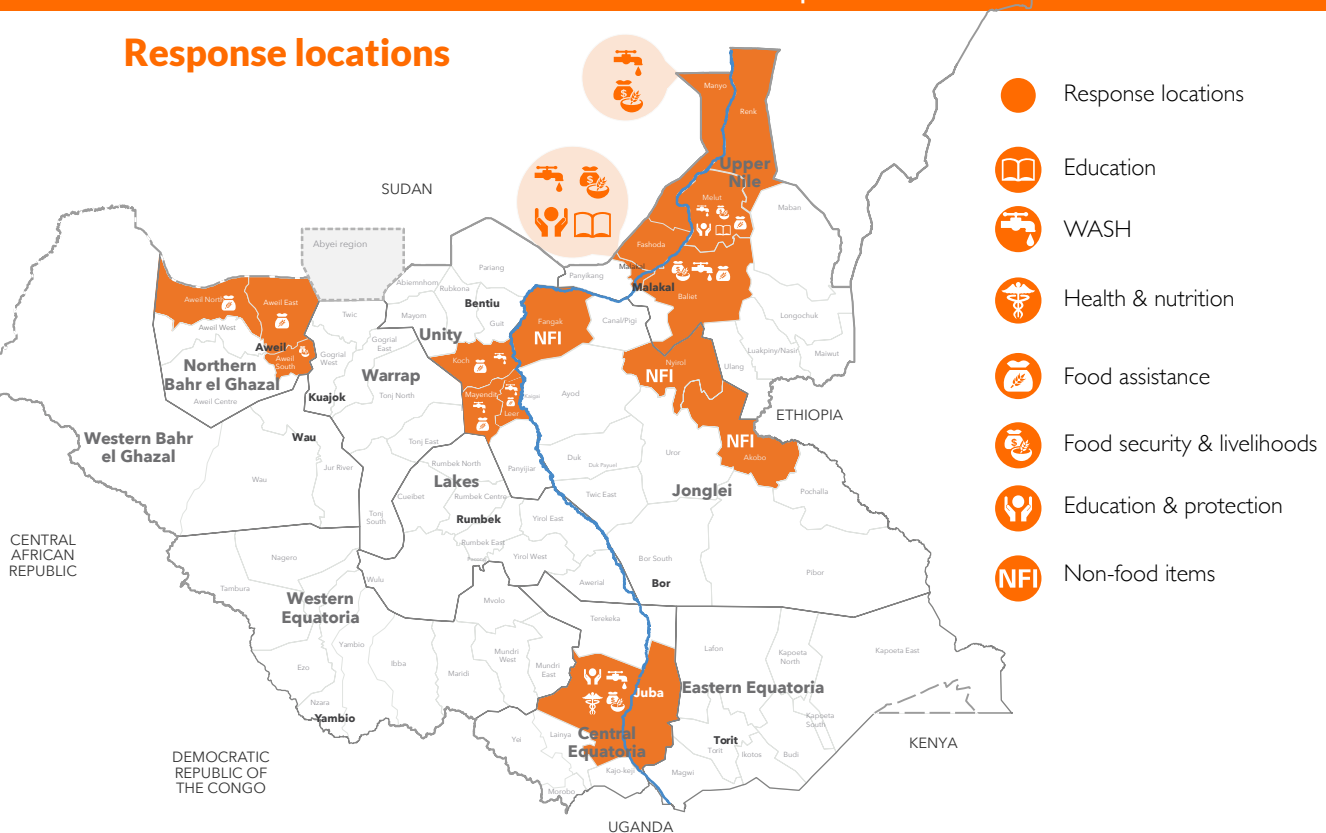 Response locations
Response locations
Education
WASH
Health & nutrition
Food assistance
Food security & livelihoods
Education & protection
NFI
Non-food items
SUDAN
Abyei region
Manyo
Renk
Upper
Nile
Melut
Maban
Fashoda
Malakal
Malakal
Baliet
Panyikang
Longochuk
Luakpiny/Nasir
Maiwut
Ulang
Pariang
Abiemnhom
Rubkona
Bentiu
Mayom
Guit
Unity
Koch
Mayendit
Leer
Panyijiar
Fangak
NFI
Canal/Pigi
Nyirol
NFI
Ayod
NFI
Akobo
Uror
Duk
Duk Payuel
Twic East
Jonglei
Pochalla
Pibor
Bor South
Bor
ETHIOPIA
Aweil North
Aweil East
Aweil West
Aweil
Aweil
South
Northern
Bahr el Ghazal
Aweil Centre
Twic
Gogrial
West
Gogrial
East
Warrap
Kuajok
Tonj North
Tonj East
Tonj
South
Western Bahr
el Ghazal
Wau
Wau
Jur River
Lakes
Rumbek North
Cueibet
Rumbek Centre
Rumbek
Rumbek East
Yirol East
Yirol West
Awerial
CENTRAL
AFRICAN
REPUBLIC
Nagero
Tambura
Wulu
Western
Equatoria
Mvolo
Yambio
Ezo
Ibba
Maridi
Mundri
West
Mundri
East
Nzara
Yambio
Terekeka
Juba
Central
Equatoria
Yei
Lainya
Kajo-keji
Morobo
Eastern Equatoria
Lafon
Kapoeta
North
Kapoeta East
Kapoeta
South
Torit
Torit
Ikotos
Budi
Magwi
KENYA
DEMOCRATIC
REPUBLIC OF
THE CONGO
UGANDA